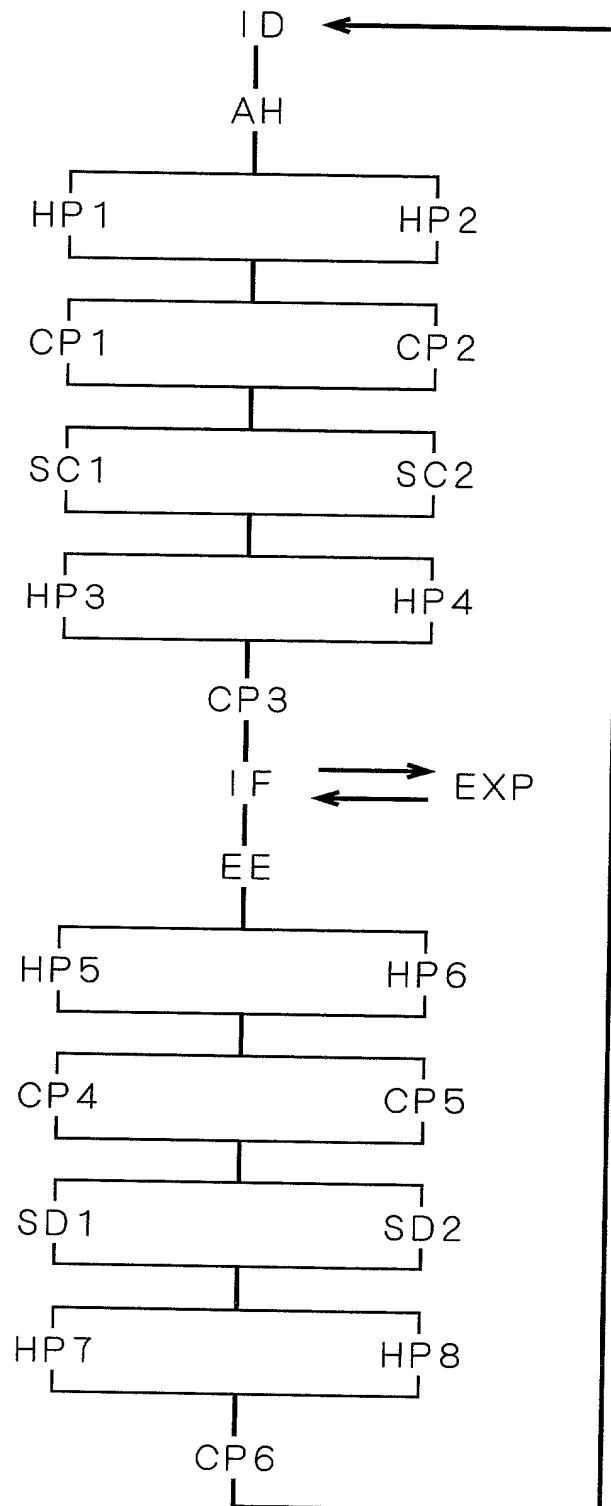 ID
AH
HP1 HP2
CP1 CP2
SC1 SC2
HP3 HP4
CP3
IF EXP
EE
HP5 HP6
CP4 CP5
SD1 SD2
HP7 HP8
CP6